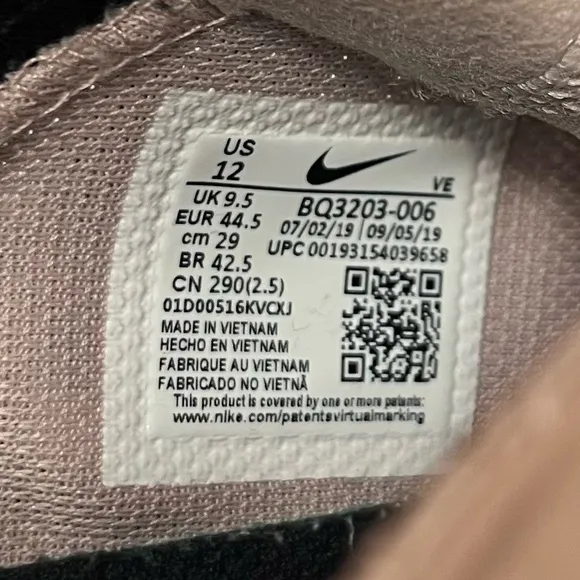 US
12
VE
UK 9.5
BQ3203-006
EUR 44.5
07/02/19 | 09/05/19
cm 29
UPC 00193154039658
BR 42.5
CN 290(2.5)
01D00516KVCXJ
MADE IN VIETNAM
HECHO EN VIETNAM
FABRIQUE AU VIETNAM
FABRICADO NO VIETNÃ
This product is covered by one or more patents:
www.nike.com/patentsvirtualmarking